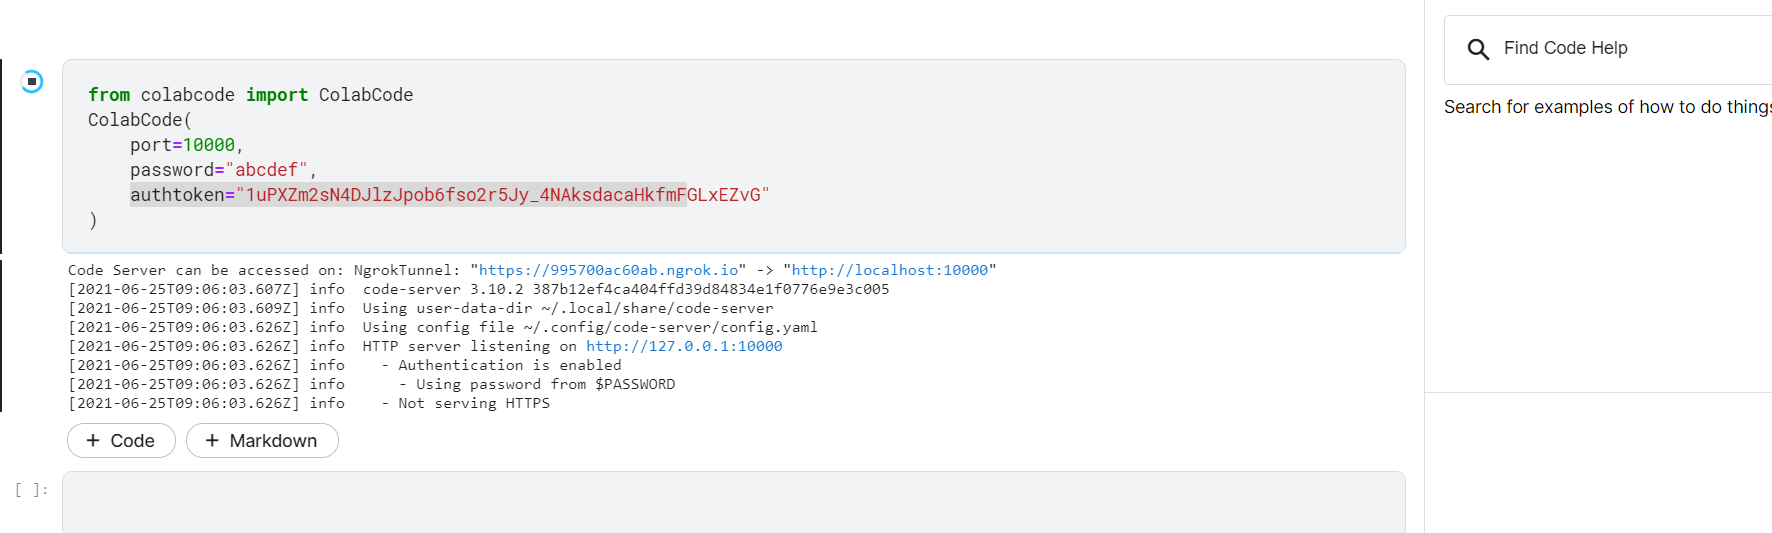 from colabcode import ColabCode
ColabCode(
    port=10000,
    password="abcdef",
    authtoken="1uPXZm2sN4DJlzJpob6fso2r5Jy_4NAksdacaHkfmFGLxEZvG"
)
Code Server can be accessed on: NgrokTunnel: "https://995700ac60ab.ngrok.io" -> "http://localhost:10000"
[2021-06-25T09:06:03.607Z] info  code-server 3.10.2 387b12ef4ca404ffd39d84834e1f0776e9e3c005
[2021-06-25T09:06:03.609Z] info  Using user-data-dir ~/.local/share/code-server
[2021-06-25T09:06:03.626Z] info  Using config file ~/.config/code-server/config.yaml
[2021-06-25T09:06:03.626Z] info  HTTP server listening on http://127.0.0.1:10000
[2021-06-25T09:06:03.626Z] info    - Authentication is enabled
[2021-06-25T09:06:03.626Z] info      - Using password from $PASSWORD
[2021-06-25T09:06:03.626Z] info    - Not serving HTTPS
+ Code + Markdown
[ ]:
Find Code Help
Search for examples of how to do things